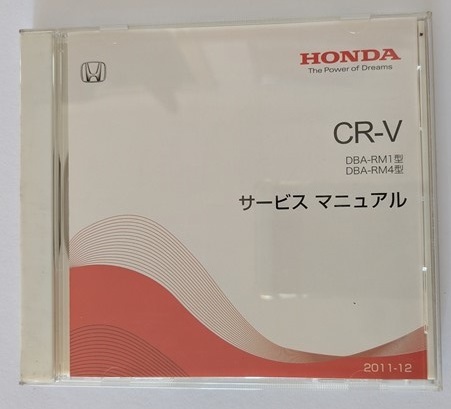 HONDA
The Power of Dreams
CR-V
DBA-RM1型
DBA-RM4型
サービス マニュアル
2011-12